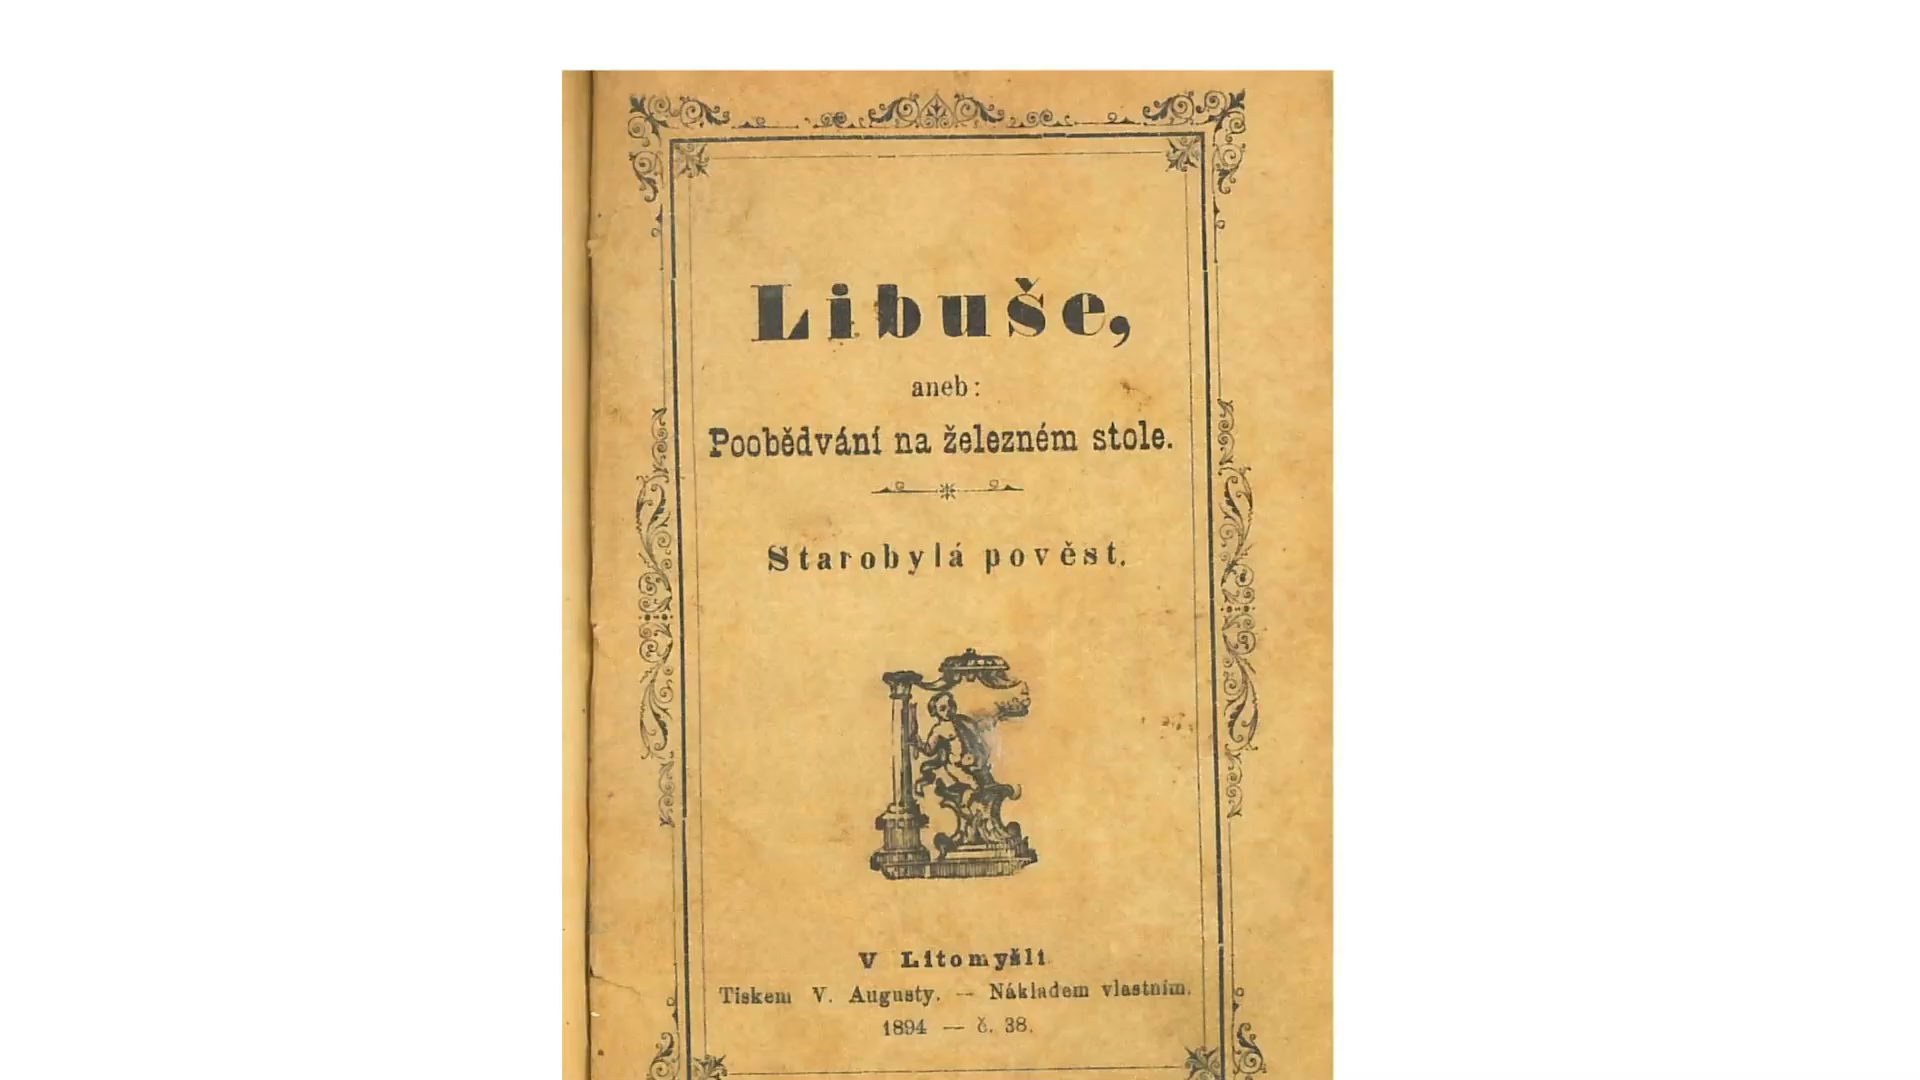 Libuše,
aneb:
Poobědvání na železném stole.
Starobylá pověst.
V Litomyšli.
Tiskem V. Augusty. — Nákladem vlastním.
1894 — č. 38.